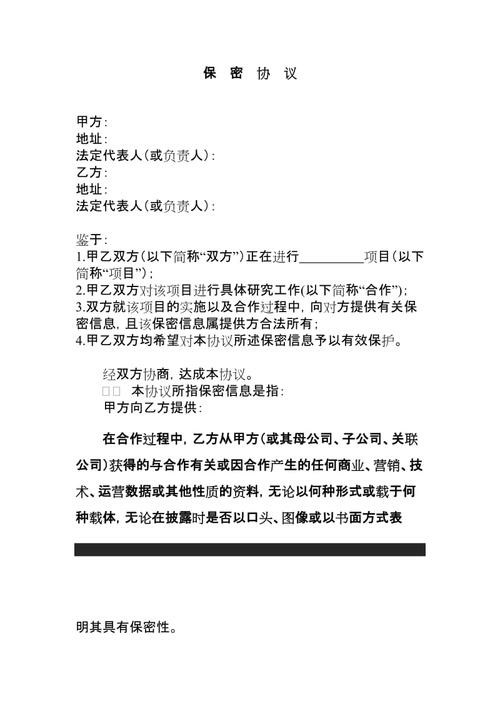 保 密 协 议
甲方：
地址：
法定代表人（或负责人）：
乙方：
地址：
法定代表人（或负责人）：
鉴于：
1.甲乙双方（以下简称“双方”）正在进行__________项目（以下
简称“项目”）；
2.甲乙双方对该项目进行具体研究工作(以下简称“合作”)；
3.双方就该项目的实施以及合作过程中，向对方提供有关保
密信息，且该保密信息属提供方合法所有；
4.甲乙双方均希望对本协议所述保密信息予以有效保护。
经双方协商，达成本协议。
□□ 本协议所指保密信息是指：
甲方向乙方提供：
在合作过程中，乙方从甲方（或其母公司、子公司、关联
公司）获得的与合作有关或因合作产生的任何商业、营销、技
术、运营数据或其他性质的资料，无论以何种形式或载于何
种载体，无论在披露时是否以口头、图像或以书面方式表
明其具有保密性。